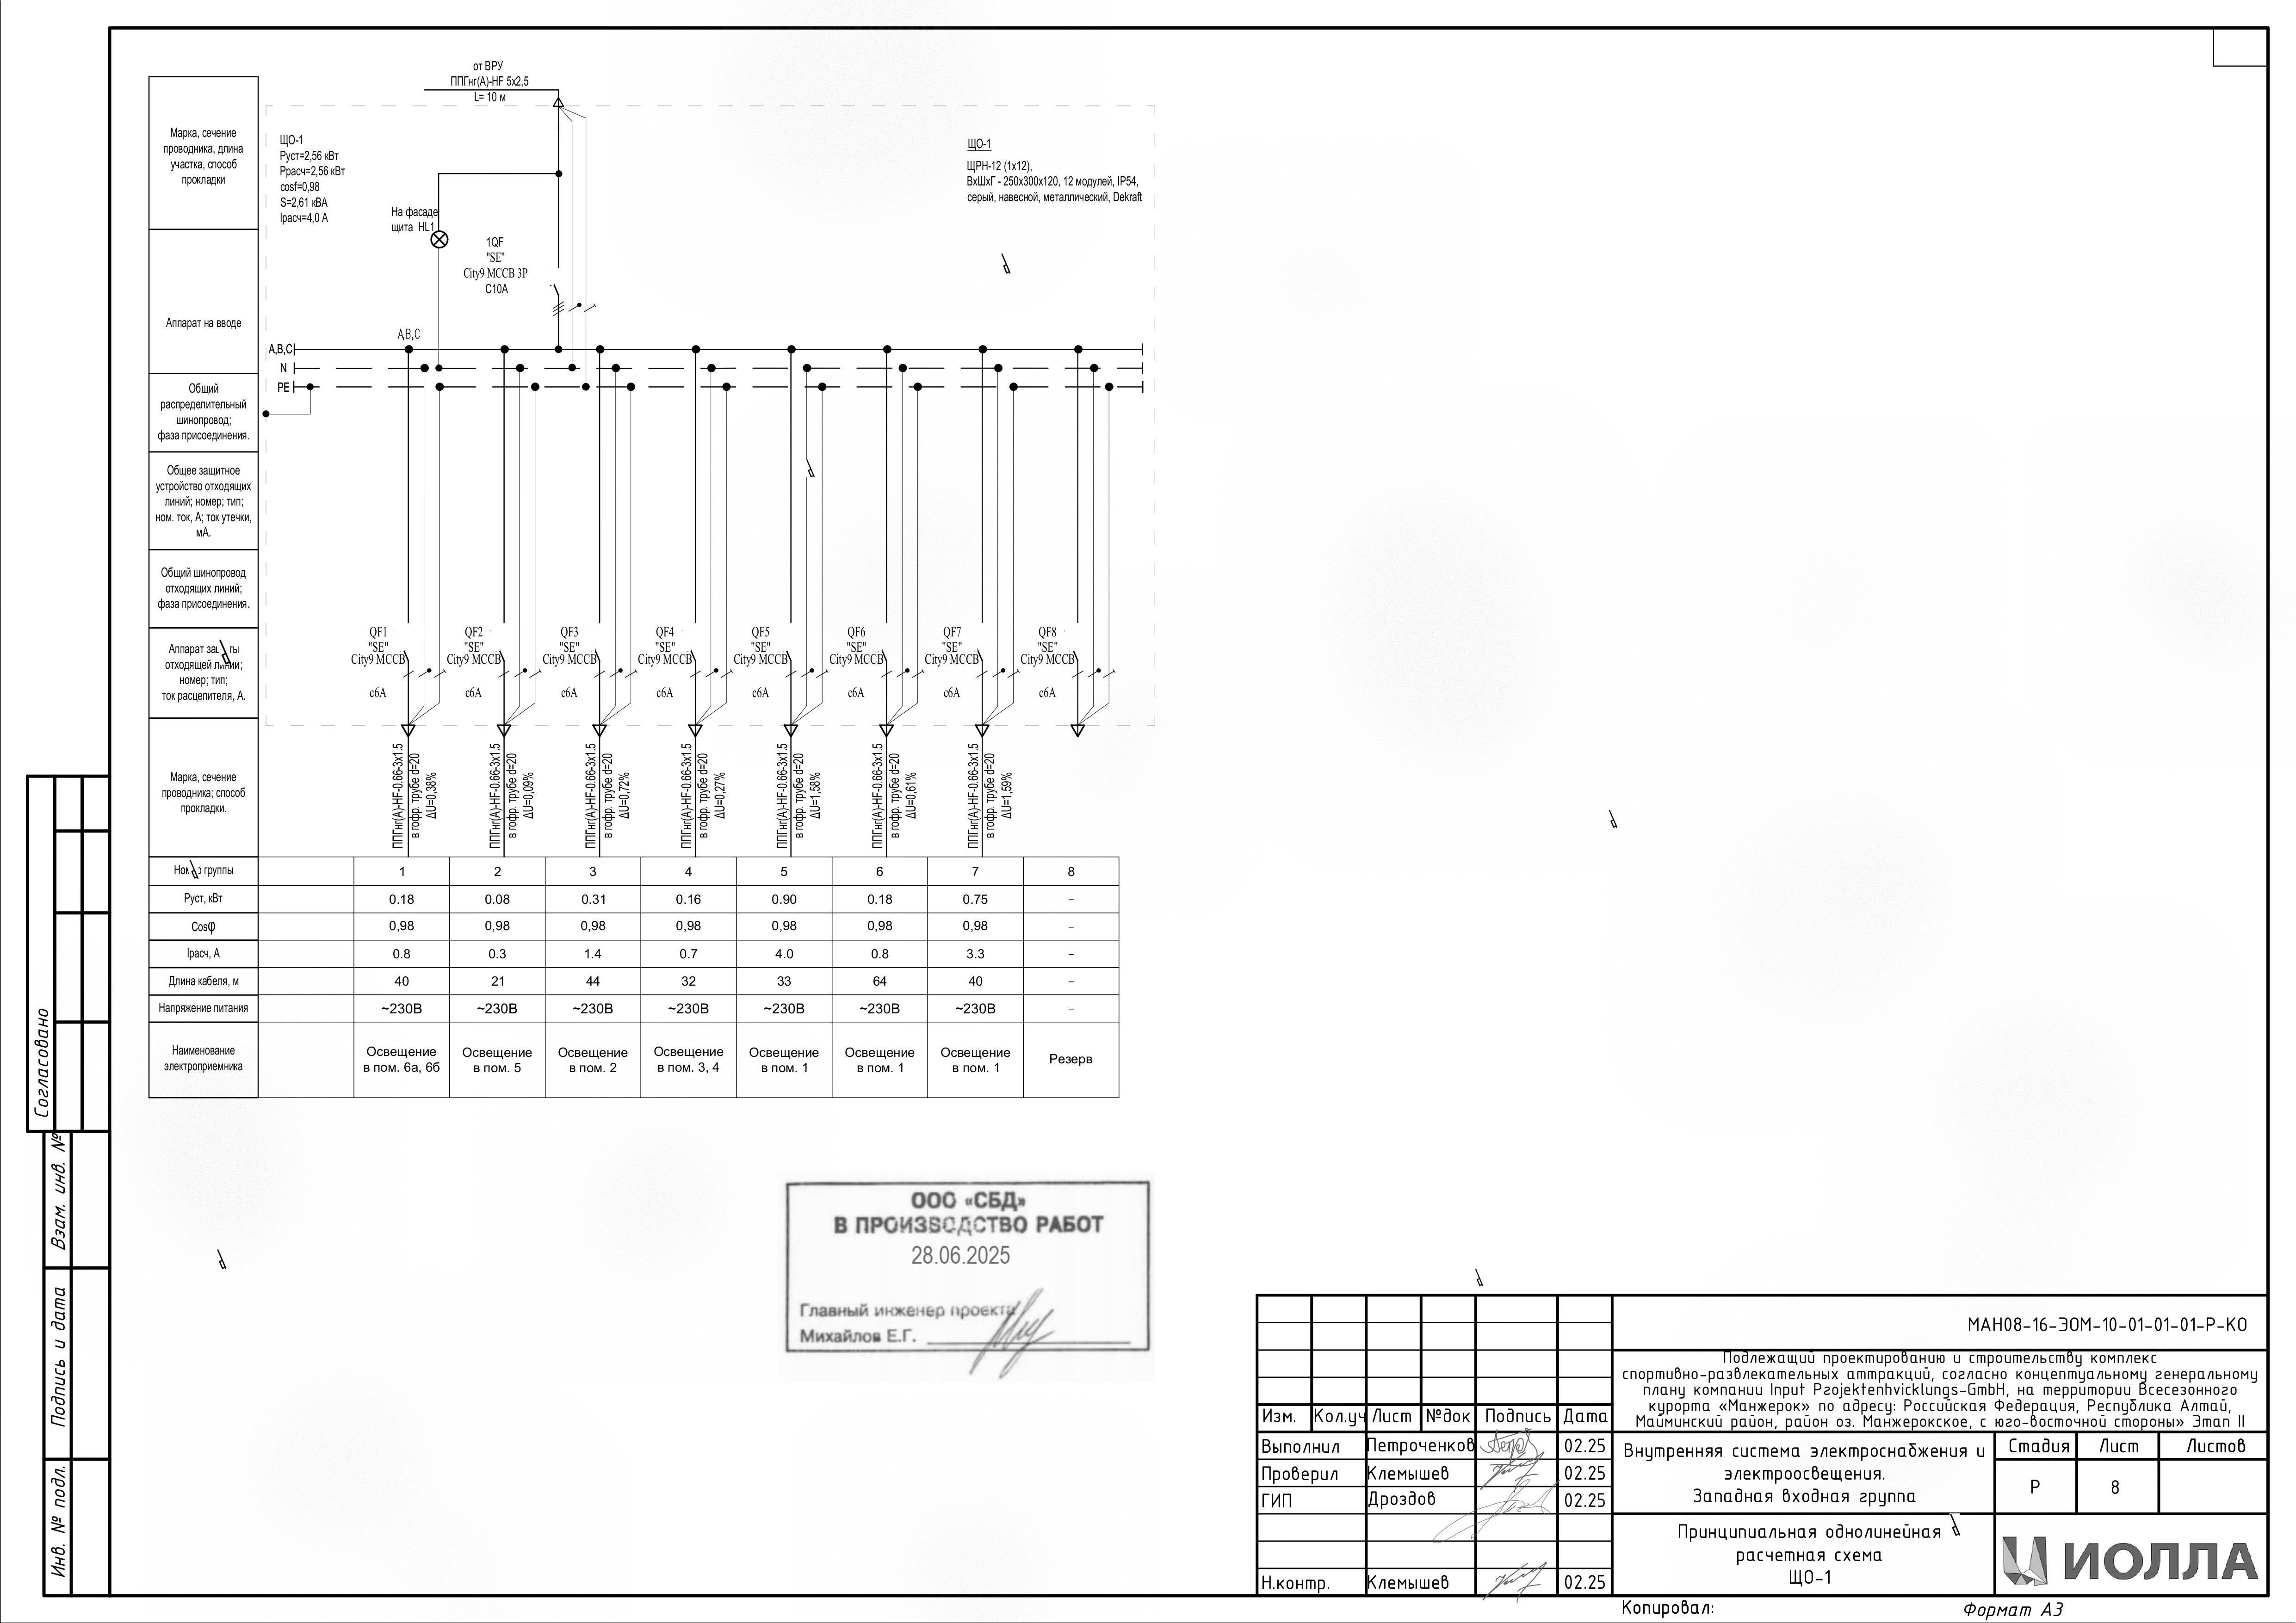 от ВРУ
ППГнг(А)-HF 5х2,5
L= 10 м
ЩО-1
Руст=2,56 кВт
Ррасч=2,56 кВт
cosf=0,98
S=2,61 кВА
Iрасч=4,0 А
ЩО-1
ЩРН-12 (1х12),
ВхШхГ - 250х300х120, 12 модулей, IP54,
серый, навесной, металлический, Dekraft
На фасаде
щита HL1
1QF
"SE"
City9 MCCB 3P
C10A
А,В,С
А,В,С
N
PE
Марка, сечение
проводника, длина
участка, способ
прокладки
Аппарат на вводе
Общий
распределительный
шинопровод;
фаза присоединения.
Общее защитное
устройство отходящих
линий; номер; тип;
ном. ток, А; ток утечки,
мА.
Общий шинопровод
отходящих линий;
фаза присоединения.
Аппарат защиты
отходящей линии;
номер; тип;
ток расцепителя, А.
QF1 QF2 QF3 QF4 QF5 QF6 QF7 QF8
"SE" "SE" "SE" "SE" "SE" "SE" "SE" "SE"
City9 MCCB City9 MCCB City9 MCCB City9 MCCB City9 MCCB City9 MCCB City9 MCCB City9 MCCB
c6A c6A c6A c6A c6A c6A c6A c6A
Марка, сечение
проводника; способ
прокладки.
ППГнг(А)-HF-0.66-3х1.5
в гофр. трубе d=20
ΔU=0,38%
ППГнг(А)-HF-0.66-3х1.5
в гофр. трубе d=20
ΔU=0,09%
ППГнг(А)-HF-0.66-3х1.5
в гофр. трубе d=20
ΔU=0,72%
ППГнг(А)-HF-0.66-3х1.5
в гофр. трубе d=20
ΔU=0,27%
ППГнг(А)-HF-0.66-3х1.5
в гофр. трубе d=20
ΔU=1,58%
ППГнг(А)-HF-0.66-3х1.5
в гофр. трубе d=20
ΔU=0,61%
ППГнг(А)-HF-0.66-3х1.5
в гофр. трубе d=20
ΔU=1,59%
Номер группы 1 2 3 4 5 6 7 8
Руст, кВт 0.18 0.08 0.31 0.16 0.90 0.18 0.75 –
Cosφ 0,98 0,98 0,98 0,98 0,98 0,98 0,98 –
Iрасч, А 0.8 0.3 1.4 0.7 4.0 0.8 3.3 –
Длина кабеля, м 40 21 44 32 33 64 40 –
Напряжение питания ~230В ~230В ~230В ~230В ~230В ~230В ~230В –
Наименование
электроприемника
Освещение
в пом. 6а, 6б
Освещение
в пом. 5
Освещение
в пом. 2
Освещение
в пом. 3, 4
Освещение
в пом. 1
Освещение
в пом. 1
Освещение
в пом. 1
Резерв
ООО «СБД»
В ПРОИЗВОДСТВО РАБОТ
28.06.2025
Главный инженер проекта
Михайлов Е.Г.
Согласовано
Взам. инв. №
Подпись и дата
Инв. № подл.
МАН08-16-ЭОМ-10-01-01-01-Р-КО
Подлежащий проектированию и строительству комплекс
спортивно-развлекательных аттракций, согласно концептуальному генеральному
плану компании Input Projektenhvicklungs-GmbH, на территории Всесезонного
курорта «Манжерок» по адресу: Российская Федерация, Республика Алтай,
Майминский район, район оз. Манжерокское, с юго-восточной стороны» Этап II
Изм. Кол.уч Лист №док Подпись Дата
Выполнил Петроченков 02.25
Проверил Клемышев 02.25
ГИП Дроздов 02.25
Н.контр. Клемышев 02.25
Внутренняя система электроснабжения и
электроосвещения.
Западная входная группа
Стадия Лист Листов
Р 8
Принципиальная однолинейная
расчетная схема
ЩО-1
ИОЛЛА
Копировал:
Формат А3